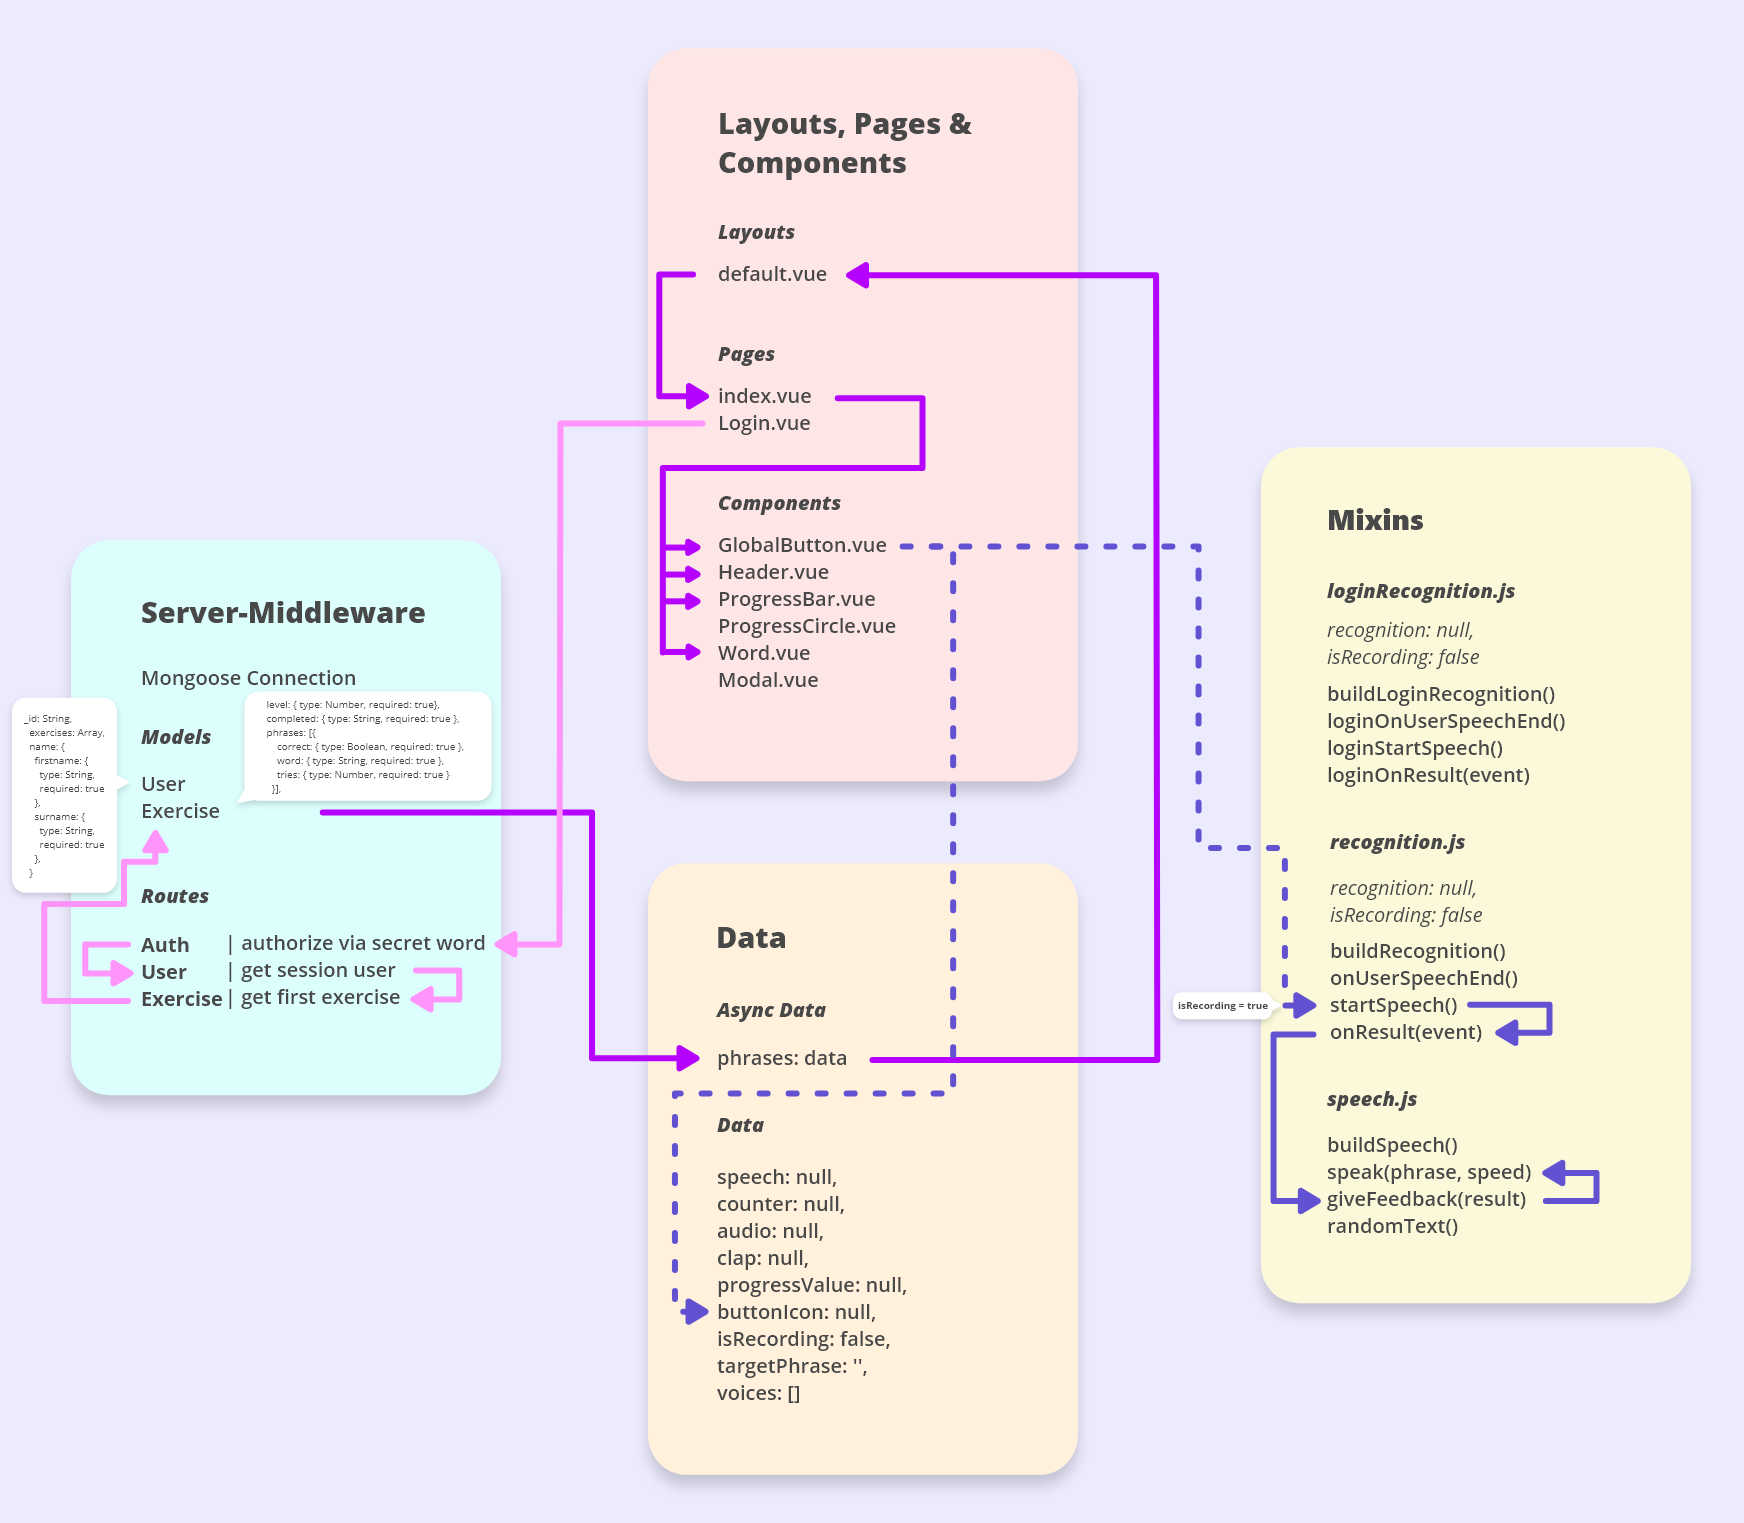 Layouts, Pages &
Components
Layouts
default.vue
Pages
index.vue
Login.vue
Components
GlobalButton.vue
Header.vue
ProgressBar.vue
ProgressCircle.vue
Word.vue
Modal.vue
Server-Middleware
Mongoose Connection
Models
User
Exercise
_id: String,
exercises: Array,
name: {
firstname: {
type: String,
required: true
},
surname: {
type: String,
required: true
},
}
level: { type: Number, required: true},
completed: { type: String, required: true },
phrases: [{
correct: { type: Boolean, required: true },
word: { type: String, required: true },
tries: { type: Number, required: true }
}],
Routes
Auth | authorize via secret word
User | get session user
Exercise | get first exercise
Data
Async Data
phrases: data
Data
speech: null,
counter: null,
audio: null,
clap: null,
progressValue: null,
buttonIcon: null,
isRecording: false,
targetPhrase: '',
voices: []
Mixins
loginRecognition.js
recognition: null,
isRecording: false
buildLoginRecognition()
loginOnUserSpeechEnd()
loginStartSpeech()
loginOnResult(event)
recognition.js
recognition: null,
isRecording: false
buildRecognition()
onUserSpeechEnd()
isRecording = true
startSpeech()
onResult(event)
speech.js
buildSpeech()
speak(phrase, speed)
giveFeedback(result)
randomText()